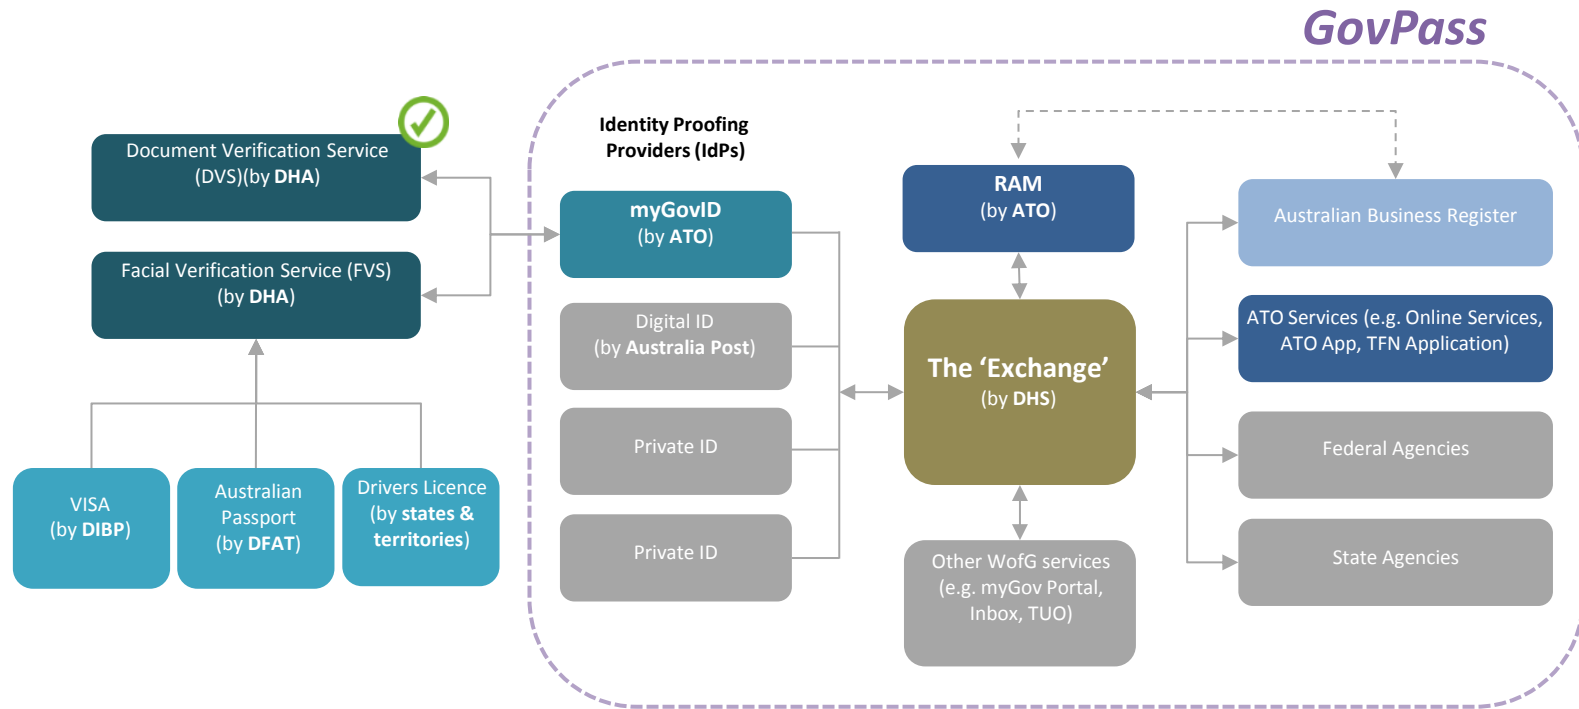 GovPass
Document Verification Service
(DVS)(by DHA)
Facial Verification Service (FVS)
(by DHA)
VISA
(by DIBP)
Australian
Passport
(by DFAT)
Drivers Licence
(by states &
territories)
Identity Proofing
Providers (IdPs)
myGovID
(by ATO)
Digital ID
(by Australia Post)
Private ID
Private ID
RAM
(by ATO)
The ‘Exchange’
(by DHS)
Other WofG services
(e.g. myGov Portal,
Inbox, TUO)
Australian Business Register
ATO Services (e.g. Online Services,
ATO App, TFN Application)
Federal Agencies
State Agencies